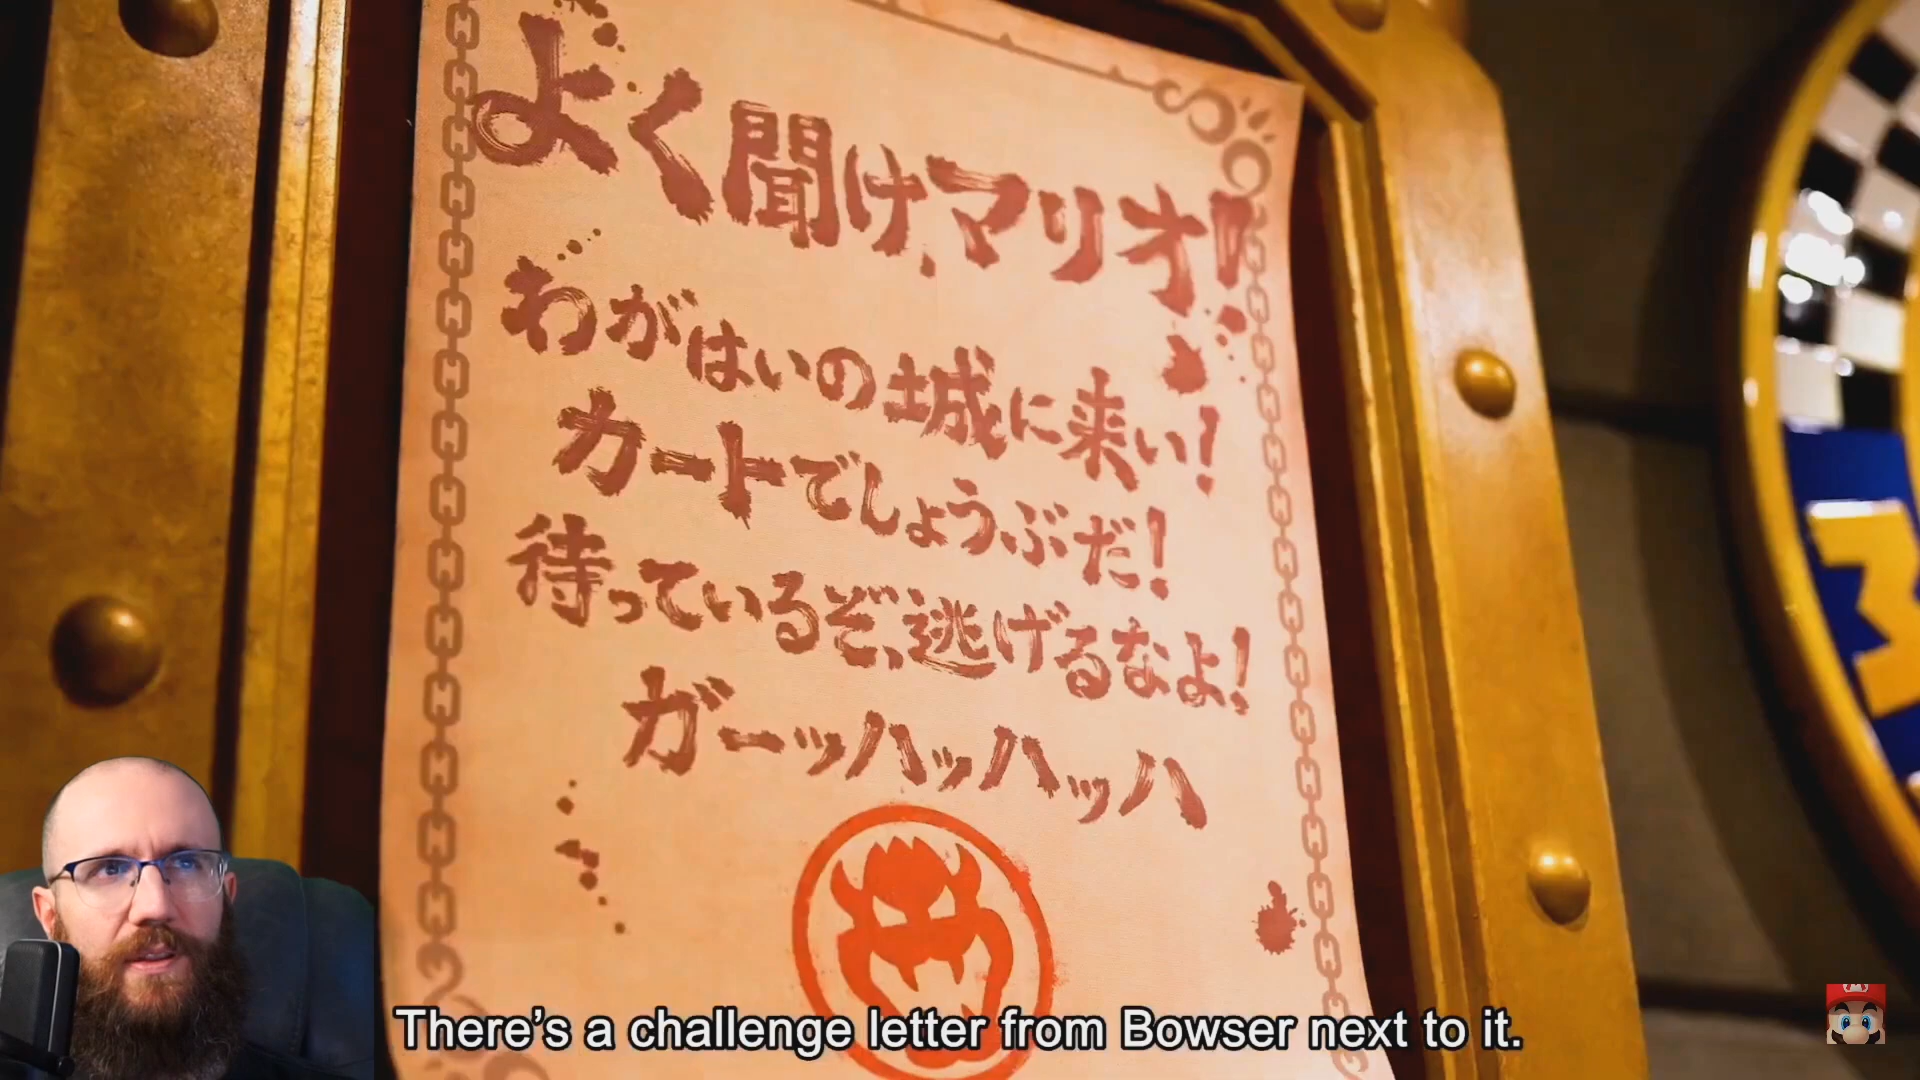 よく聞け、マリオ!
わがはいの城に来い!
カートでしょうぶだ!
待っているぞ、逃げるなよ!
ガーッハッハッハ
There's a challenge letter from Bowser next to it.